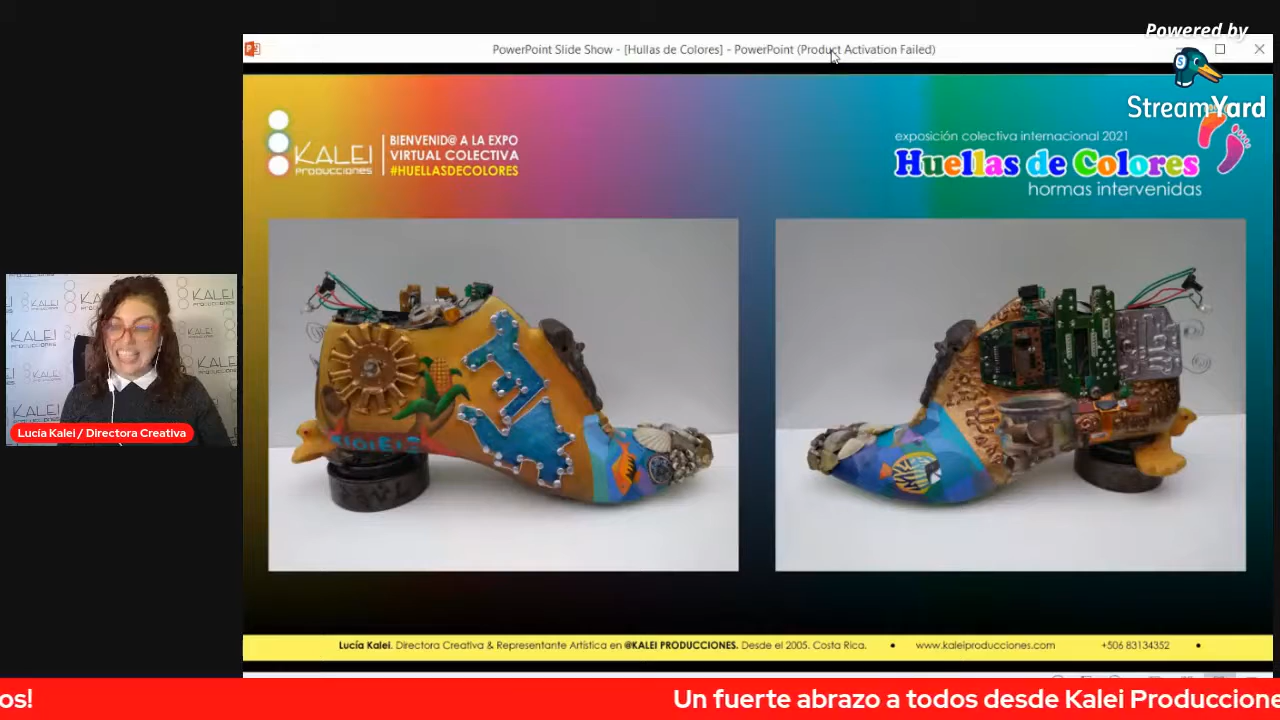 Powered by
StreamYard
PowerPoint Slide Show - [Hullas de Colores] - PowerPoint (Product Activation Failed)
KALEI
PRODUCCIONES
BIENVENID@ A LA EXPO
VIRTUAL COLECTIVA
#HUELLASDECOLORES
exposición colectiva internacional 2021
Huellas de Colores
hormas intervenidas
Lucía Kalei / Directora Creativa
Lucía Kalei. Directora Creativa & Representante Artística en @KALEI PRODUCCIONES. Desde el 2005. Costa Rica. • www.kaleiproducciones.com +506 83134352 •
os! Un fuerte abrazo a todos desde Kalei Produccione